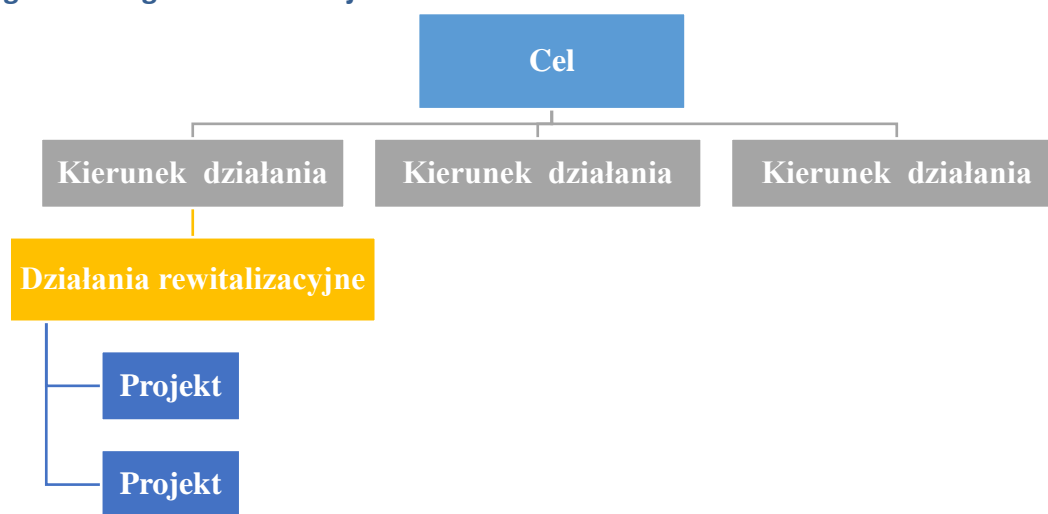 Cel
Kierunek działania
Kierunek działania
Kierunek działania
Działania rewitalizacyjne
Projekt
Projekt